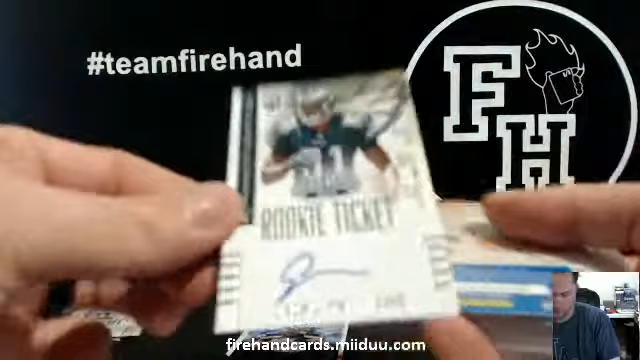 #teamfirehand
FH
ROOKIE TICKET
firehandcards.miiduu.com